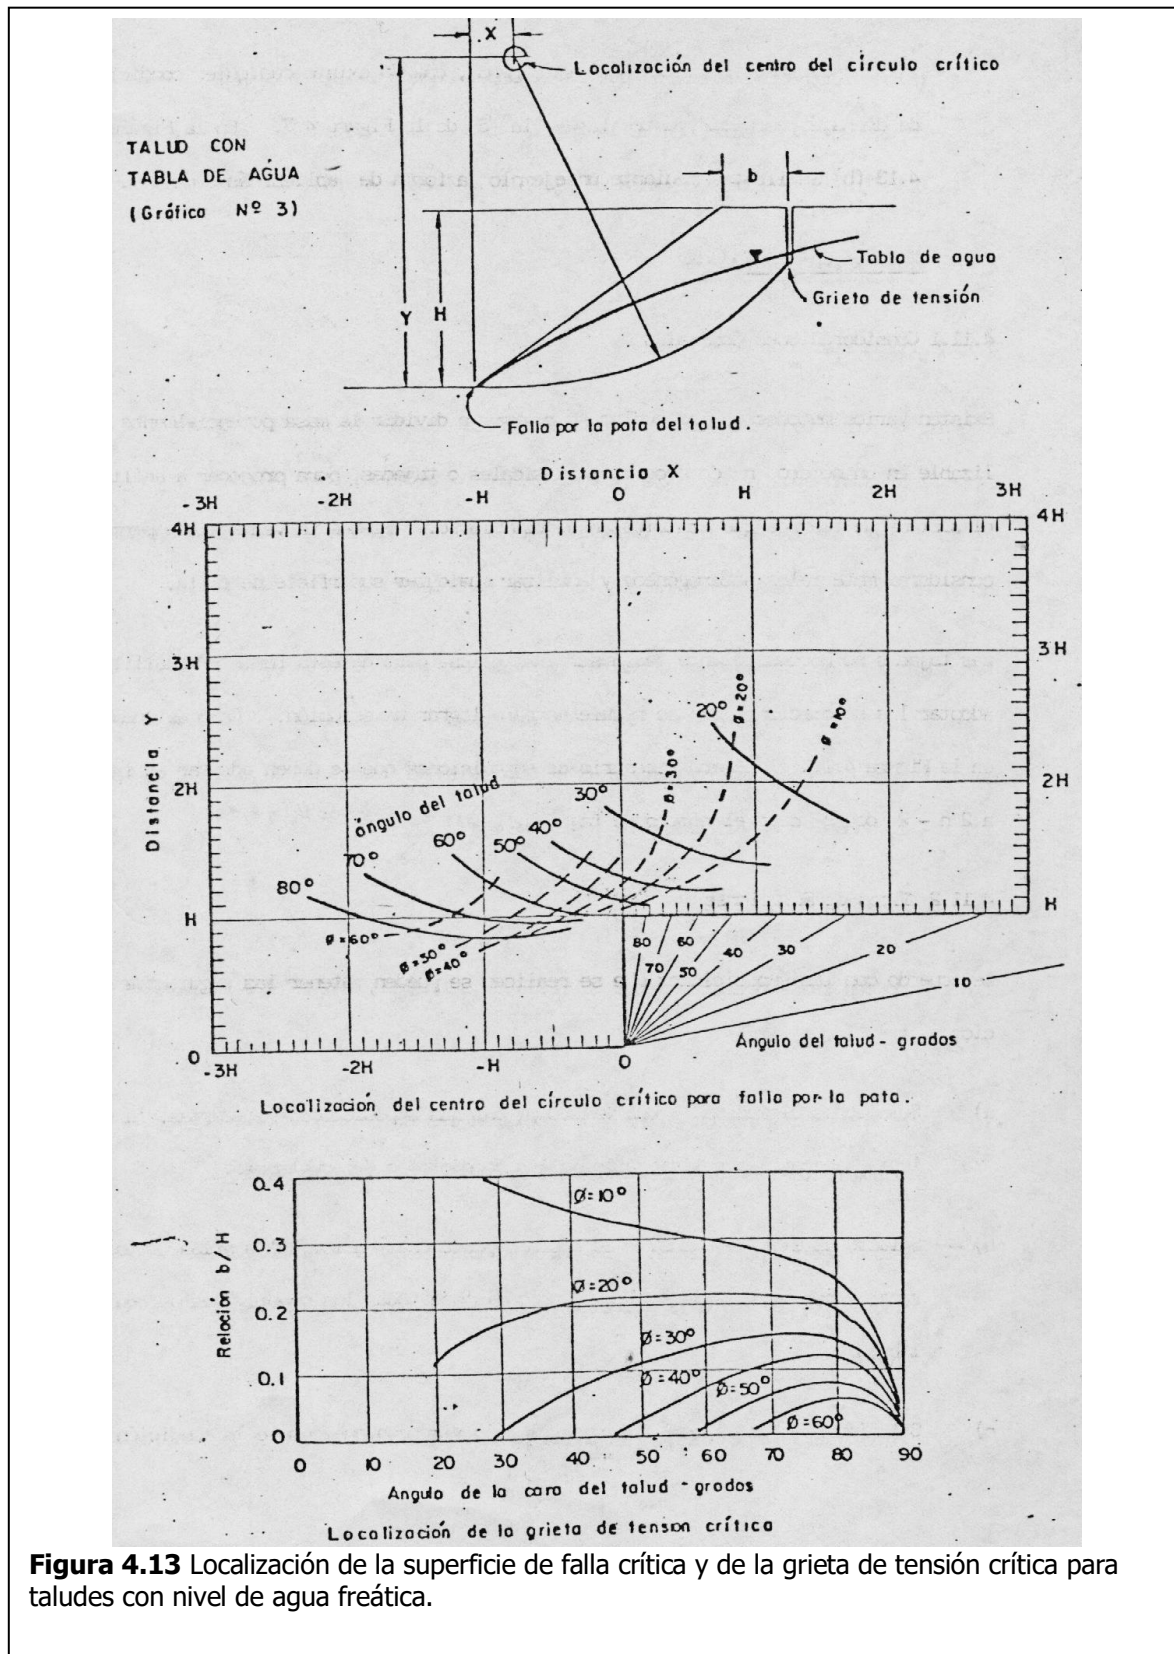 X
Localización del centro del círculo crítico
TALUD CON
TABLA DE AGUA
(Gráfico Nº 3)
b
Tabla de agua
Grieta de tensión
Y
H
Falla por la pata del talud.
Distancia X
-3H
-2H
-H
0
H
2H
3H
4H
4H
3H
3H
Distancia Y
20°
ø=20°
ø=10°
ø=30°
2H
2H
ángulo del talud
30°
40°
50°
60°
70°
80°
H
H
ø=60°
ø=50°
ø=40°
80
70
60
50
40
30
20
10
Angulo del talud - grados
0
-3H
-2H
-H
0
Localización del centro del círculo crítico para falla por la pata.
Relación b/H
0.4
0.3
0.2
0.1
0
Ø=10°
Ø=20°
Ø=30°
Ø=40°
Ø=50°
Ø=60°
0 10 20 30 40 50 60 70 80 90
Angulo de la cara del talud - grados
Localización de la grieta de tensión crítica
Figura 4.13 Localización de la superficie de falla crítica y de la grieta de tensión crítica para
taludes con nivel de agua freática.